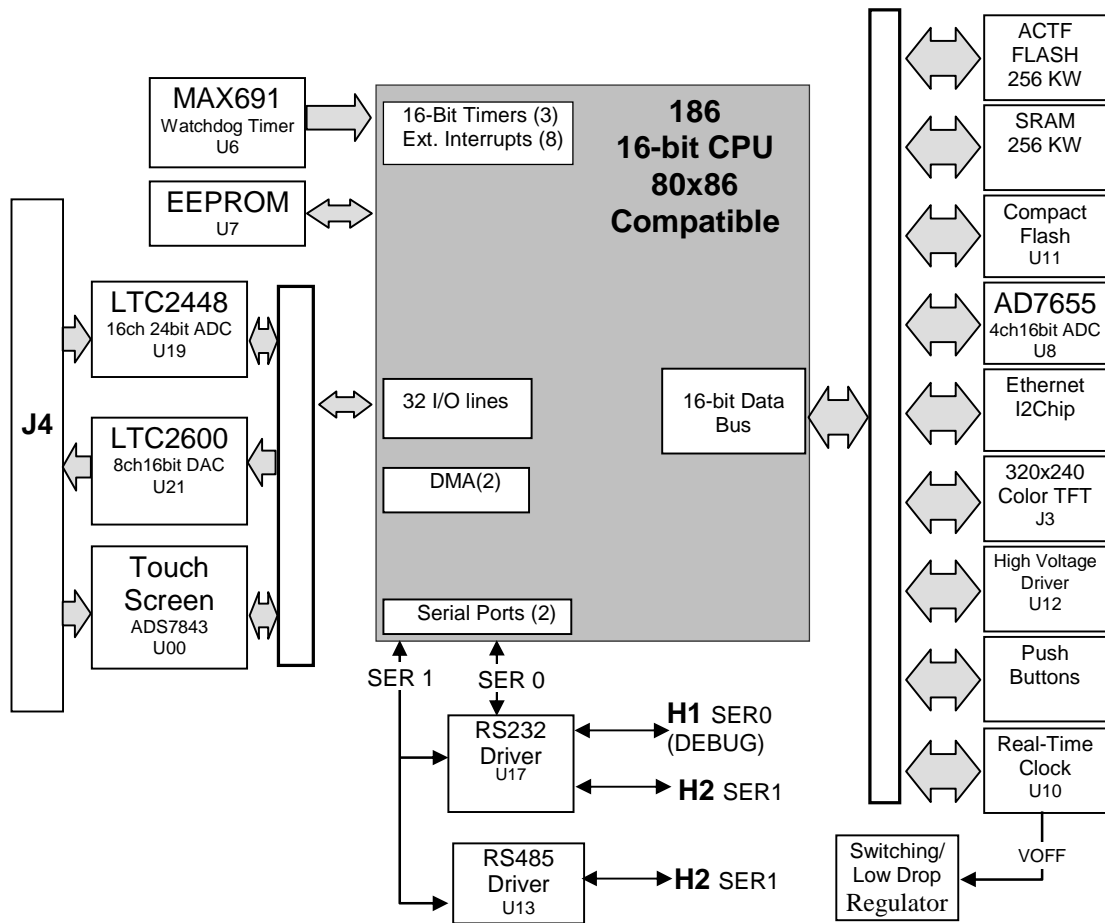 MAX691
Watchdog Timer
U6
EEPROM
U7
J4
LTC2448
16ch 24bit ADC
U19
LTC2600
8ch16bit DAC
U21
Touch
Screen
ADS7843
U00
16-Bit Timers (3)
Ext. Interrupts (8)
186
16-bit CPU
80x86
Compatible
32 I/O lines
DMA(2)
16-bit Data
Bus
Serial Ports (2)
SER 1
SER 0
RS232
Driver
U17
H1 SER0
(DEBUG)
H2 SER1
RS485
Driver
U13
H2 SER1
ACTF
FLASH
256 KW
SRAM
256 KW
Compact
Flash
U11
AD7655
4ch16bit ADC
U8
Ethernet
I2Chip
320x240
Color TFT
J3
High Voltage
Driver
U12
Push
Buttons
Real-Time
Clock
U10
VOFF
Switching/
Low Drop
Regulator